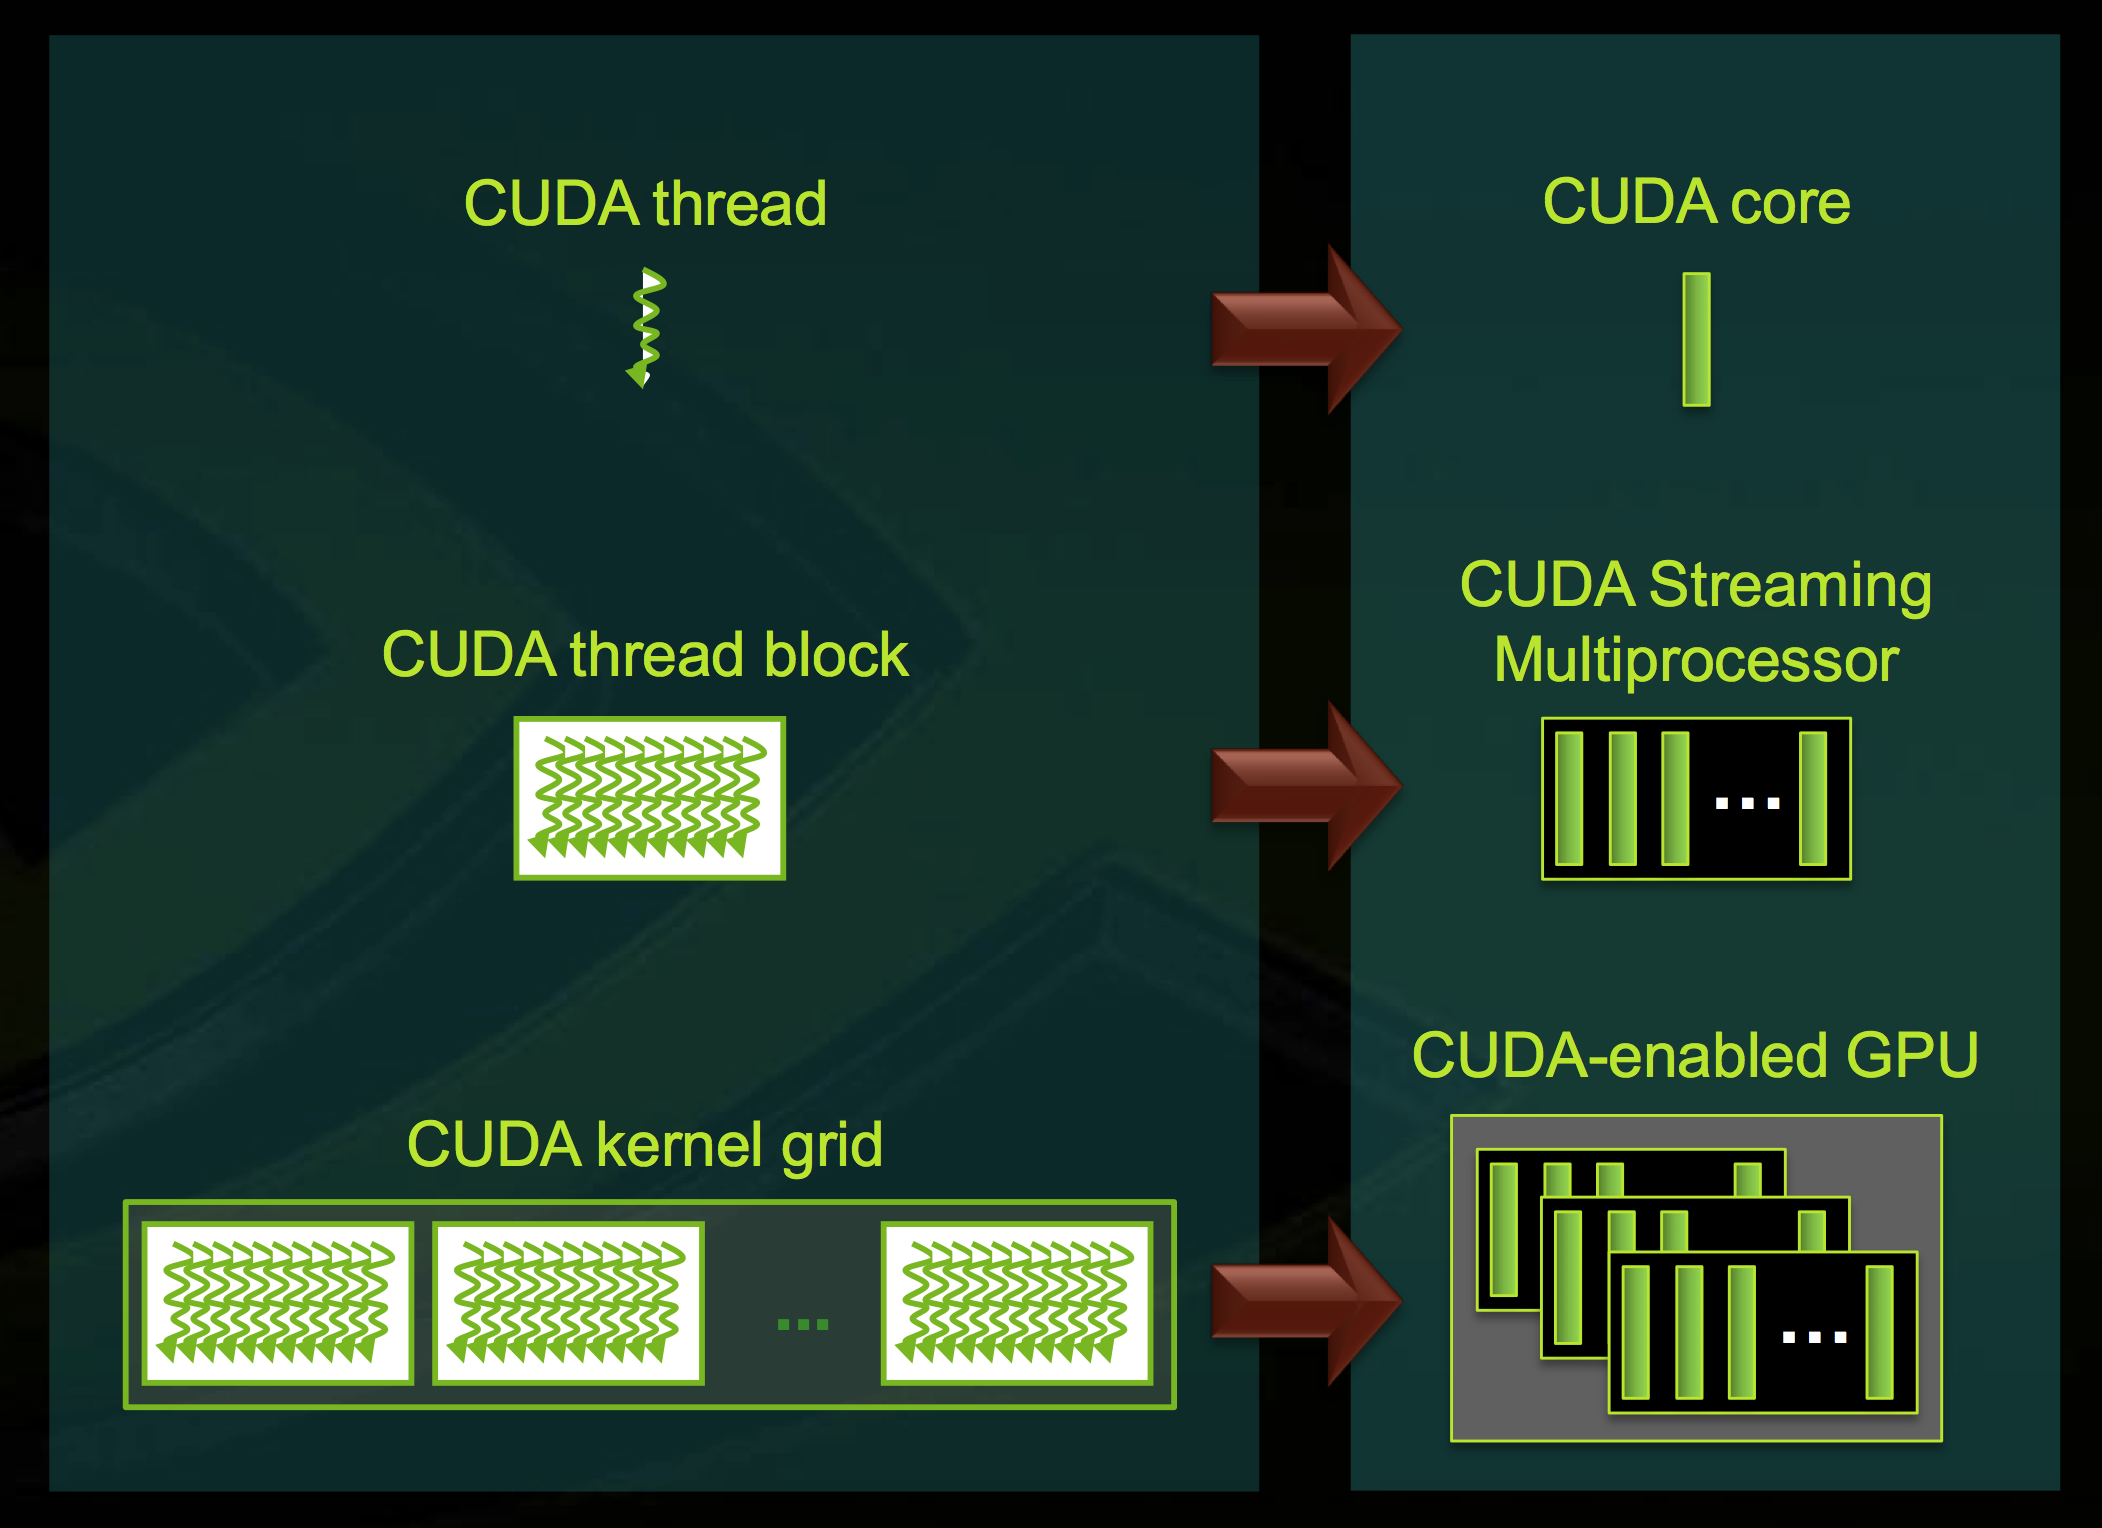 CUDA thread
CUDA core
CUDA thread block
CUDA Streaming
Multiprocessor
...
CUDA kernel grid
...
CUDA-enabled GPU
...